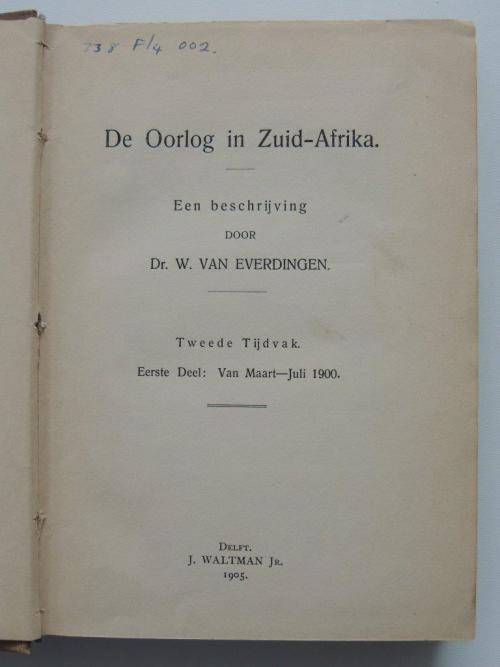 738 F/4 002.
De Oorlog in Zuid-Afrika.
Een beschrijving
DOOR
Dr. W. VAN EVERDINGEN.
Tweede Tijdvak.
Eerste Deel: Van Maart—Juli 1900.
DELFT.
J. WALTMAN JR.
1905.